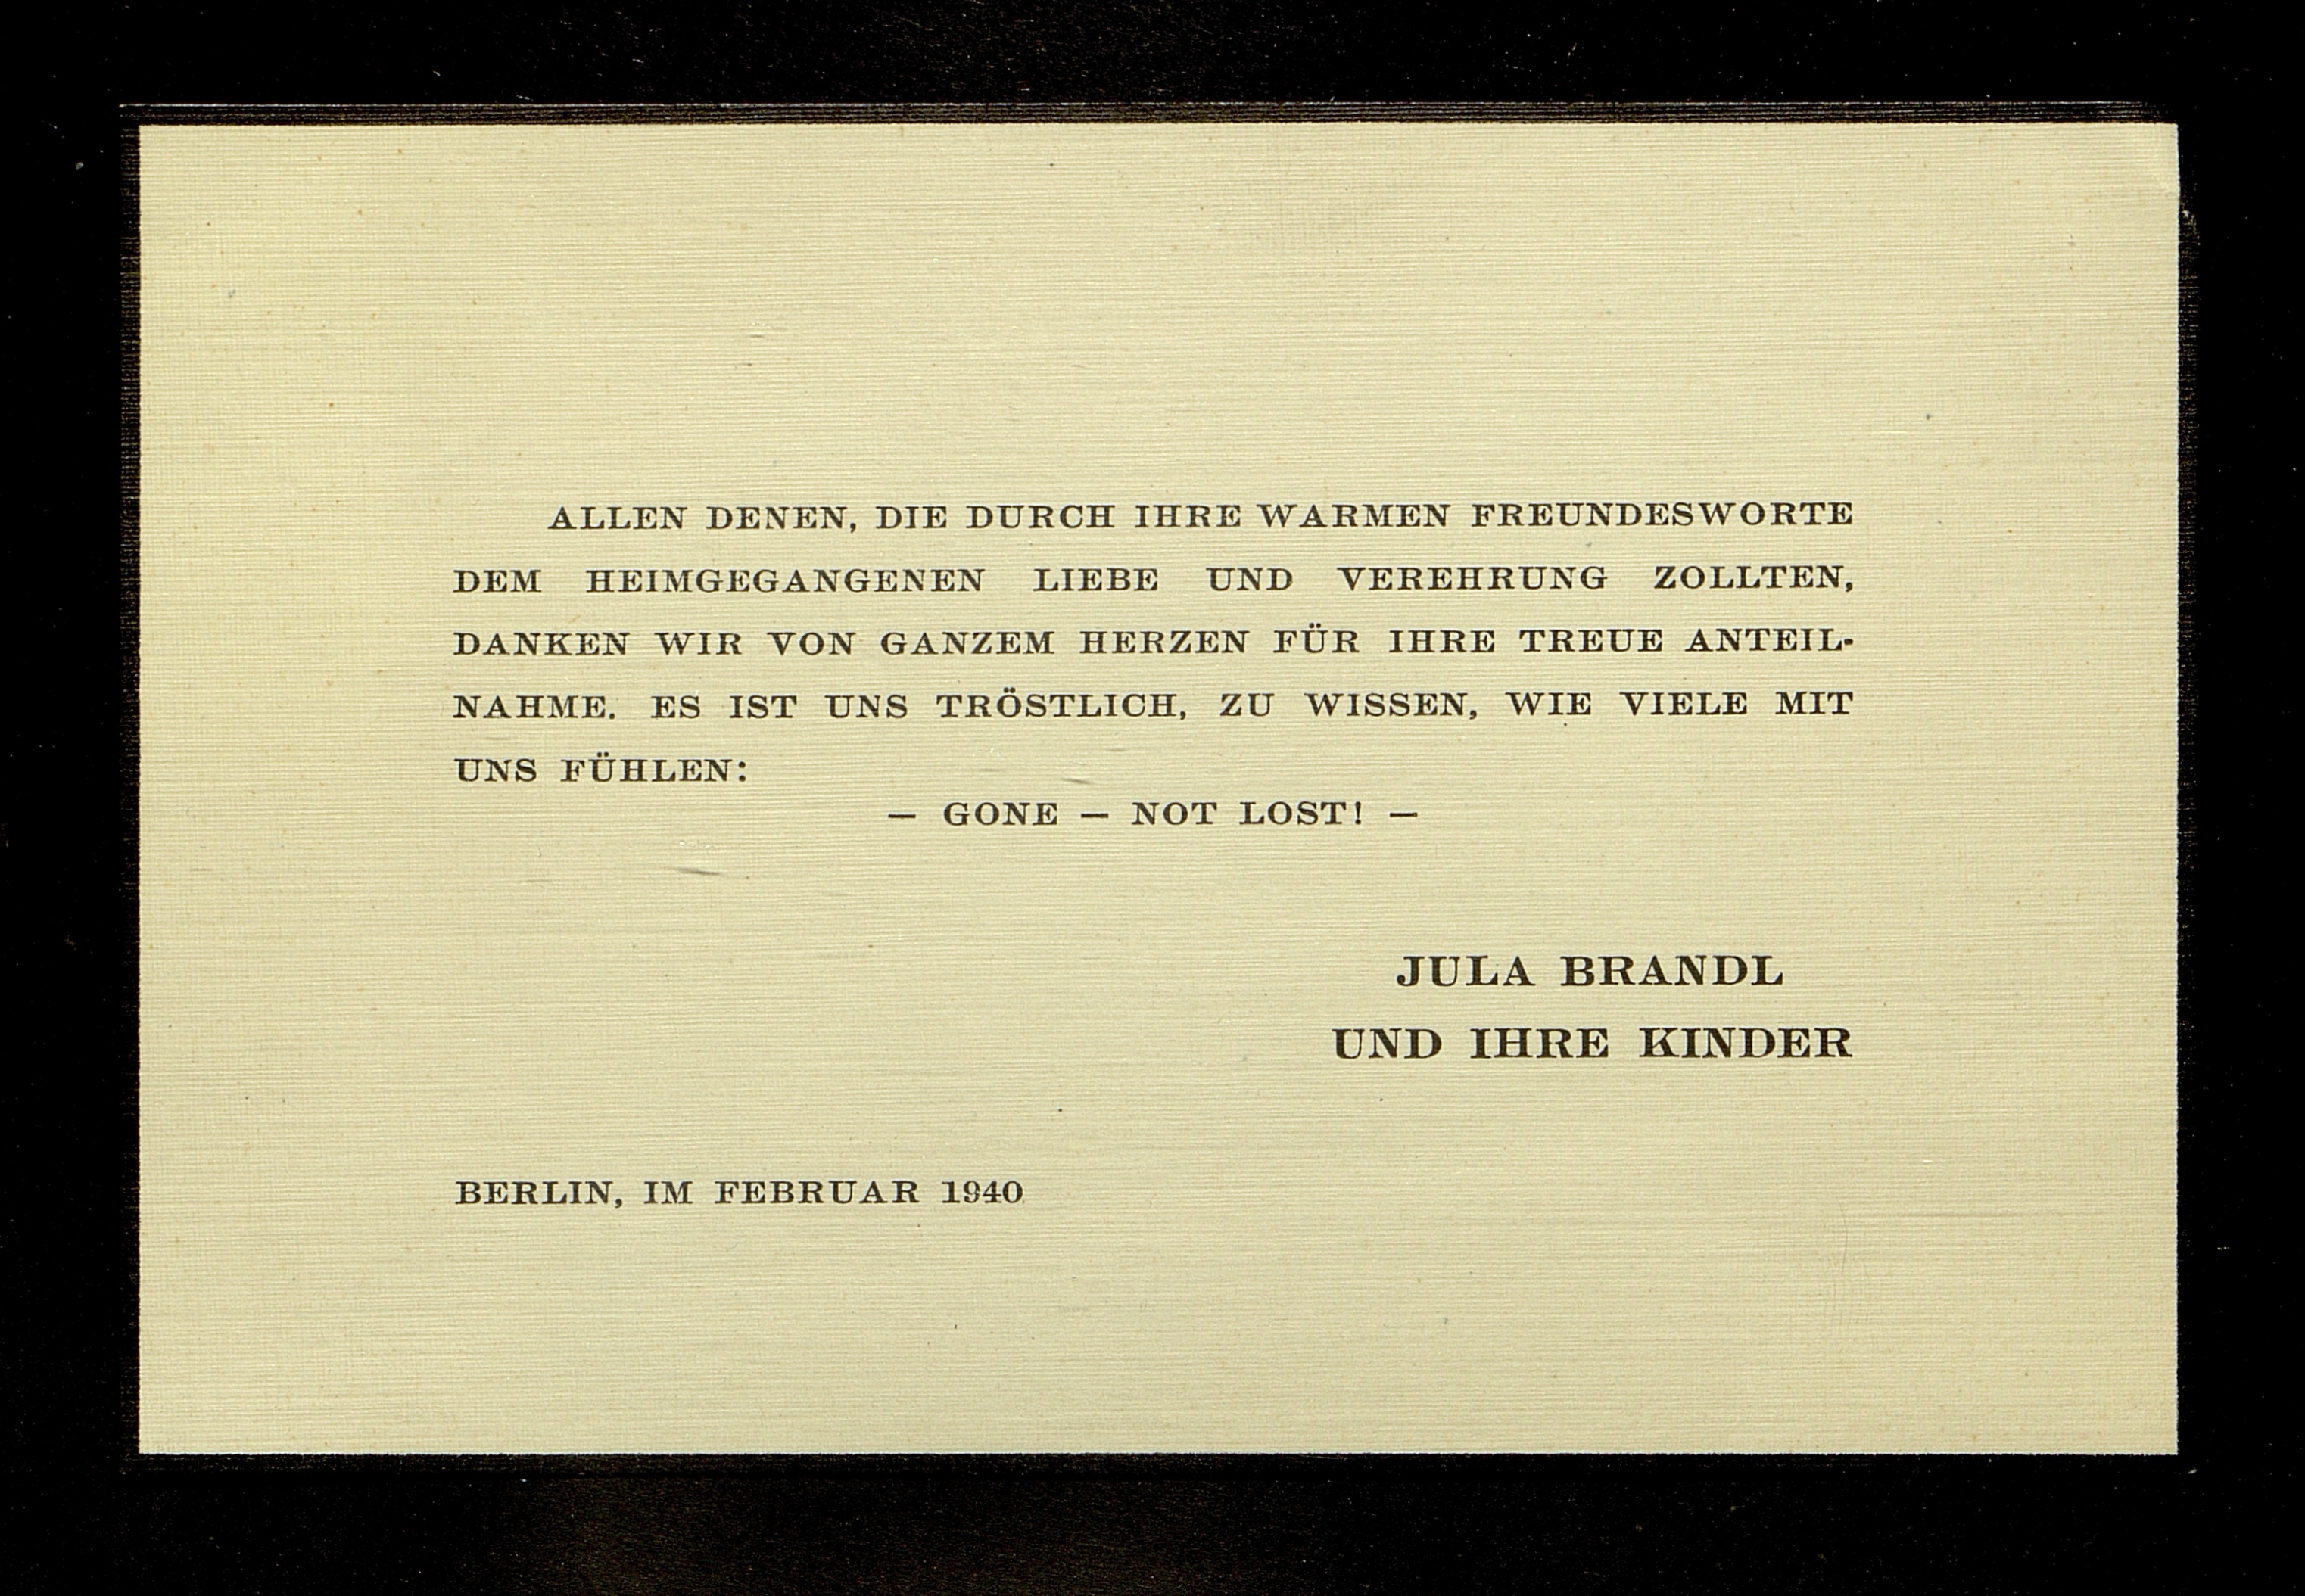 ALLEN DENEN, DIE DURCH IHRE WARMEN FREUNDESWORTE
DEM HEIMGEGANGENEN LIEBE UND VEREHRUNG ZOLLTEN,
DANKEN WIR VON GANZEM HERZEN FÜR IHRE TREUE ANTEIL-
NAHME. ES IST UNS TRÖSTLICH, ZU WISSEN, WIE VIELE MIT
UNS FÜHLEN:
— GONE — NOT LOST! —
JULA BRANDL
UND IHRE KINDER
BERLIN, IM FEBRUAR 1940